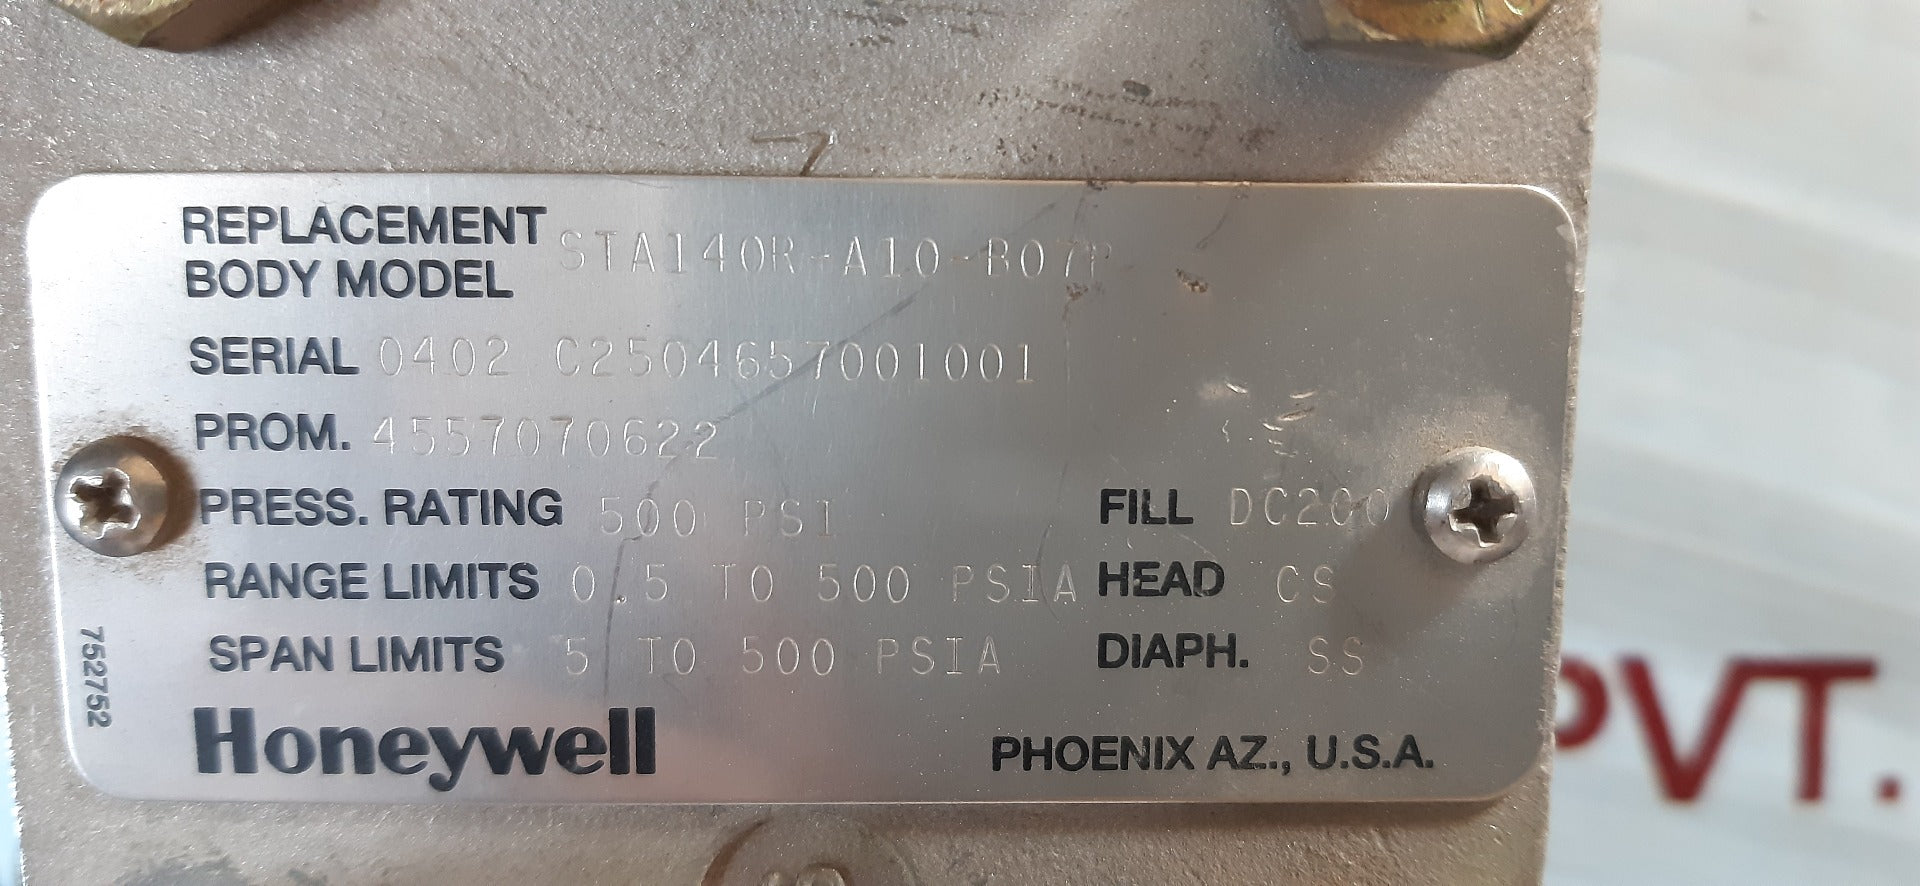 REPLACEMENT
BODY MODEL STA140R-A10-B07P
SERIAL 0402 C2504657001001
PROM. 4557070622
PRESS. RATING 500 PSI FILL DC200
RANGE LIMITS 0.5 TO 500 PSIA HEAD CS
SPAN LIMITS 5 TO 500 PSIA DIAPH. SS
752752
Honeywell PHOENIX AZ., U.S.A.
PVT.